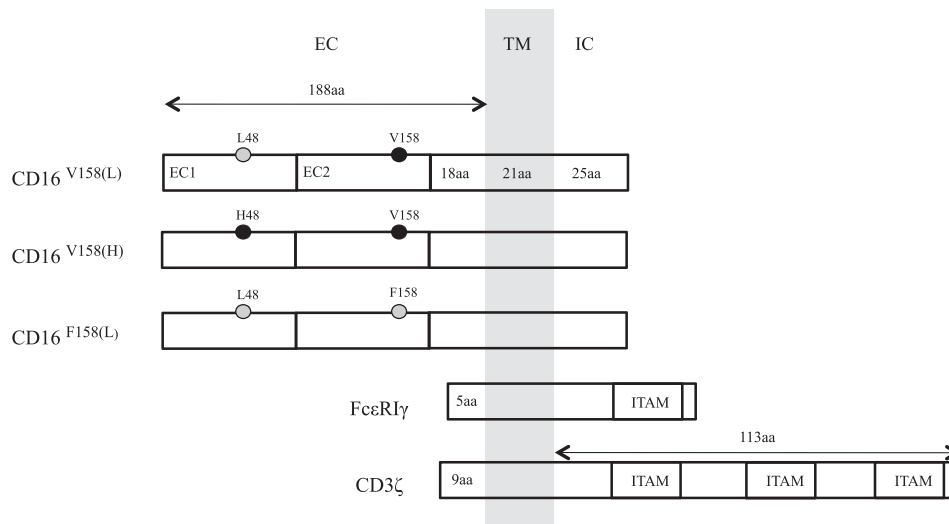 EC TM IC
188aa
L48 V158
CD16 V158(L) EC1 EC2 18aa 21aa 25aa
H48 V158
CD16 V158(H)
L48 F158
CD16 F158(L)
FcεRIγ 5aa ITAM
113aa
CD3ζ 9aa ITAM ITAM ITAM